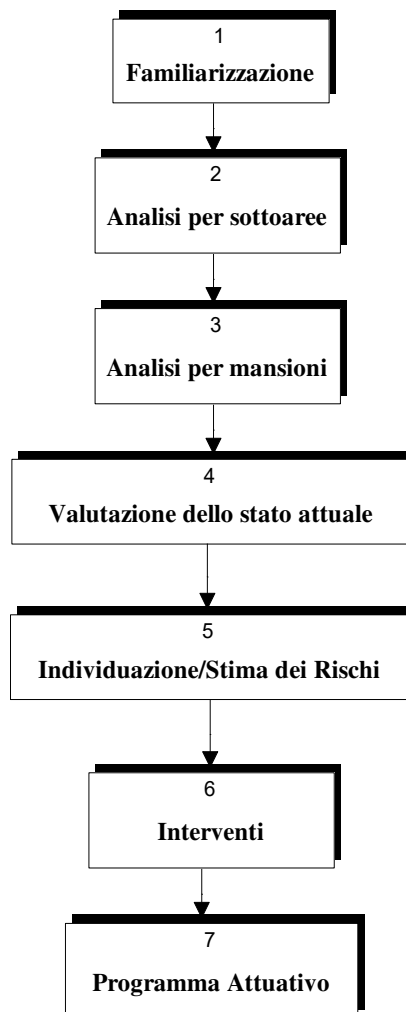 1
Familiarizzazione
2
Analisi per sottoaree
3
Analisi per mansioni
4
Valutazione dello stato attuale
5
Individuazione/Stima dei Rischi
6
Interventi
7
Programma Attuativo